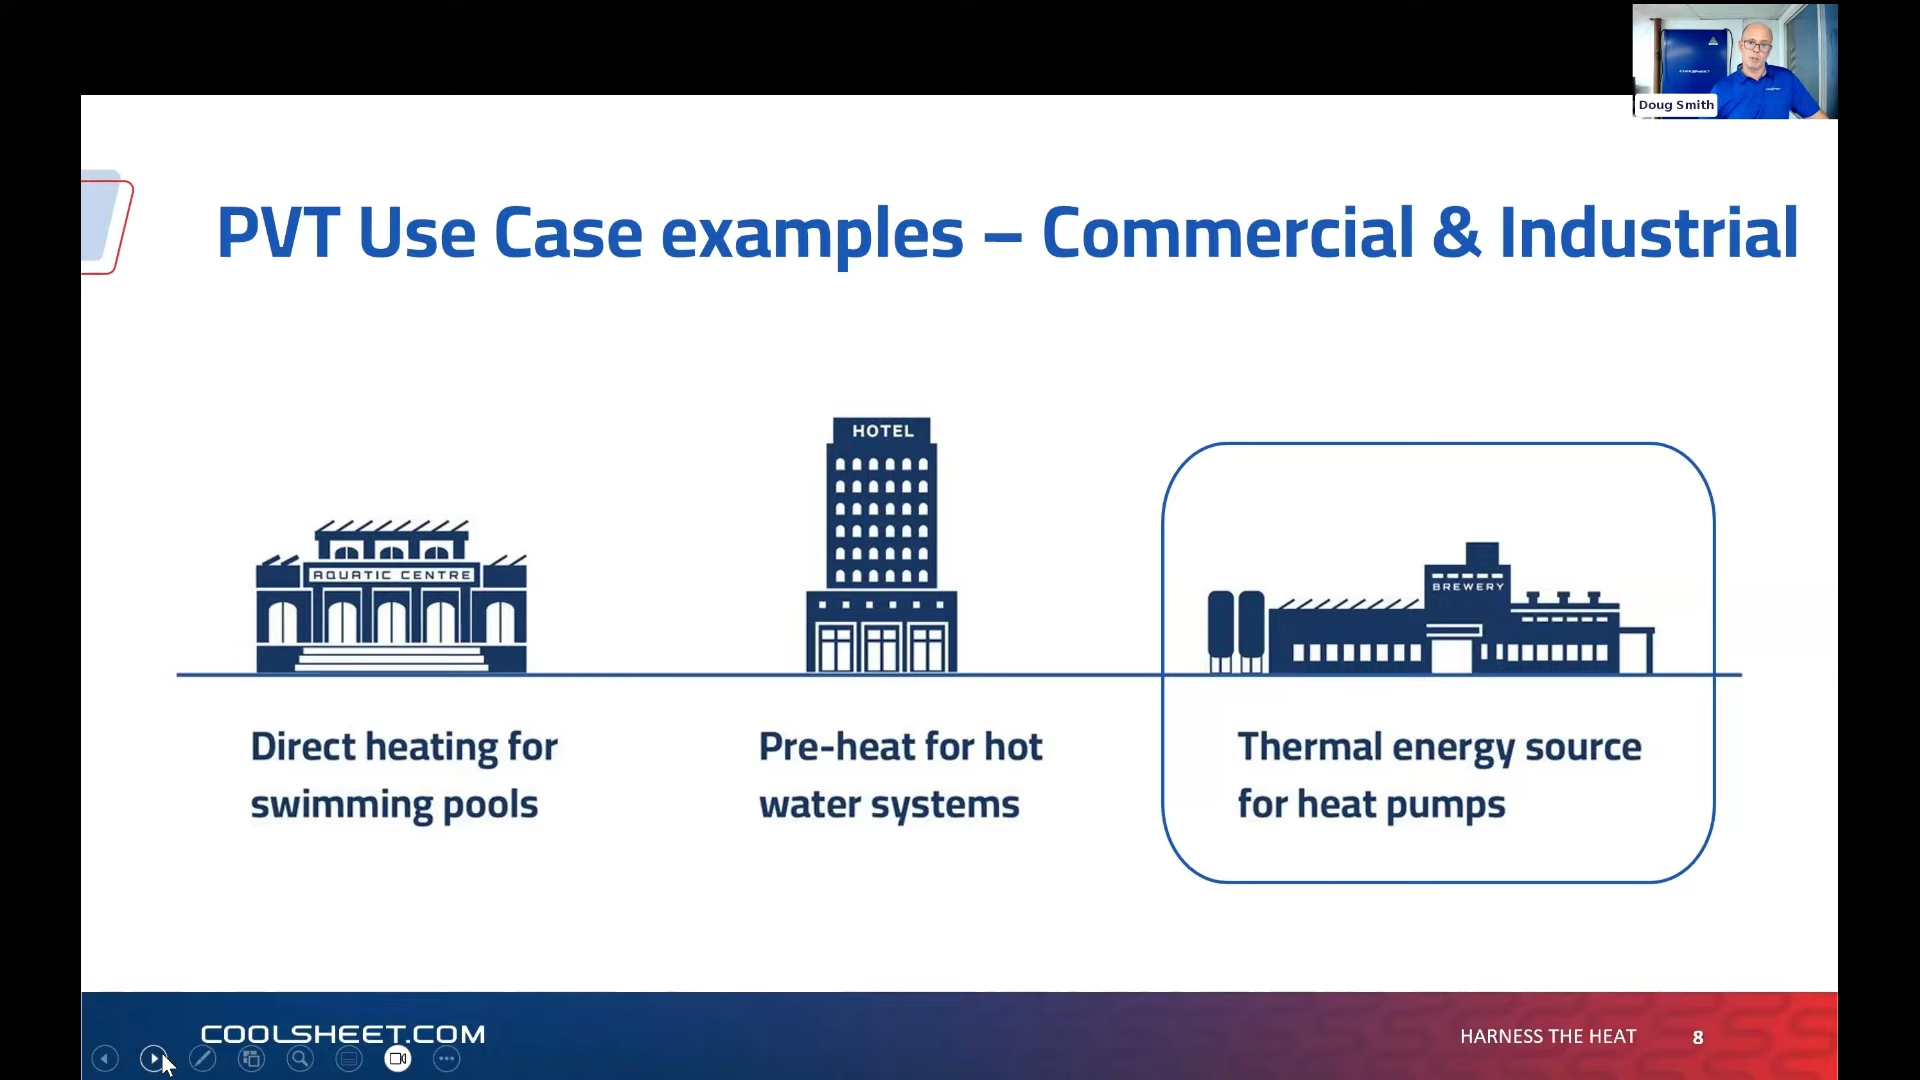 Doug Smith
PVT Use Case examples – Commercial & Industrial
HOTEL
AQUATIC CENTRE
BREWERY
Direct heating for
swimming pools
Pre-heat for hot
water systems
Thermal energy source
for heat pumps
COOLSHEET.COM
HARNESS THE HEAT
8